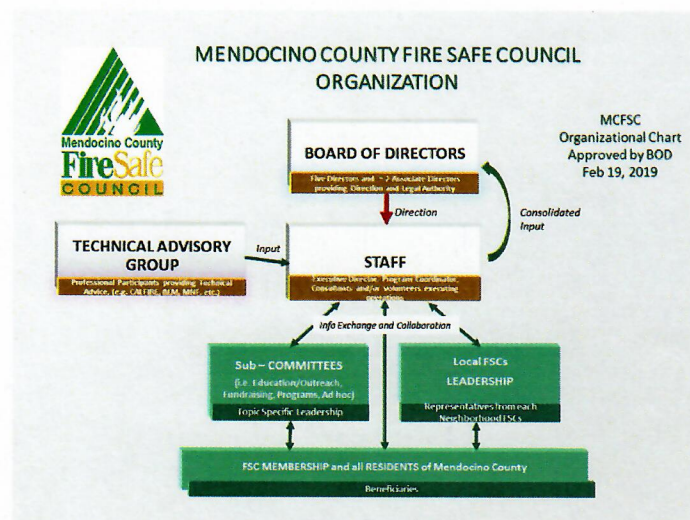 MENDOCINO COUNTY FIRE SAFE COUNCIL
ORGANIZATION
Mendocino County
FireSafe
COUNCIL
MCFSC
Organizational Chart
Approved by BOD
Feb 19, 2019
BOARD OF DIRECTORS
Five Directors and ~ 2 Associate Directors
providing Direction and Legal Authority
Direction
Consolidated
Input
TECHNICAL ADVISORY
GROUP
Professional Participants providing Technical
Advice, (e.g. CALFIRE, BLM, MNF, etc.)
Input
STAFF
Executive Director, Program Coordinator,
Consultants and/or volunteers executing
operations
Info Exchange and Collaboration
Sub – COMMITTEES
(i.e. Education/Outreach,
Fundraising, Programs, Ad hoc)
Topic Specific Leadership
Local FSCs
LEADERSHIP
Representatives from each
Neighborhood FSCs
FSC MEMBERSHIP and all RESIDENTS of Mendocino County
Beneficiaries